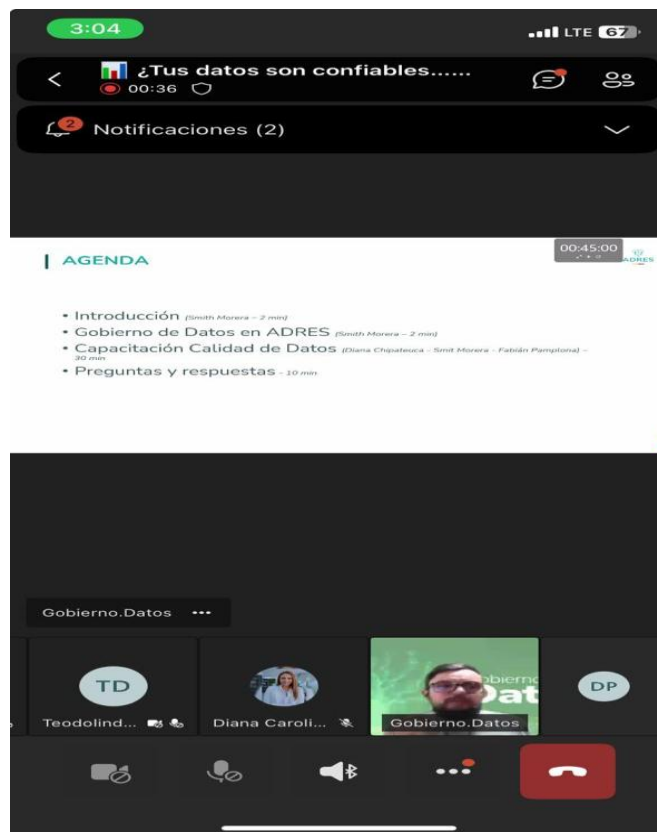 3:04
LTE 67
¿Tus datos son confiables......
00:36
2
Notificaciones (2)
00:45:00
ADRES
AGENDA
• Introducción (Smith Morera – 2 min)
• Gobierno de Datos en ADRES (Smith Morera – 2 min)
• Capacitación Calidad de Datos (Diana Chipateuca - Smit Morera - Fabián Pamplona) –
30 min
• Preguntas y respuestas - 10 min
Gobierno.Datos
TD
DP
Teodolind...
Diana Caroli...
Gobierno.Datos